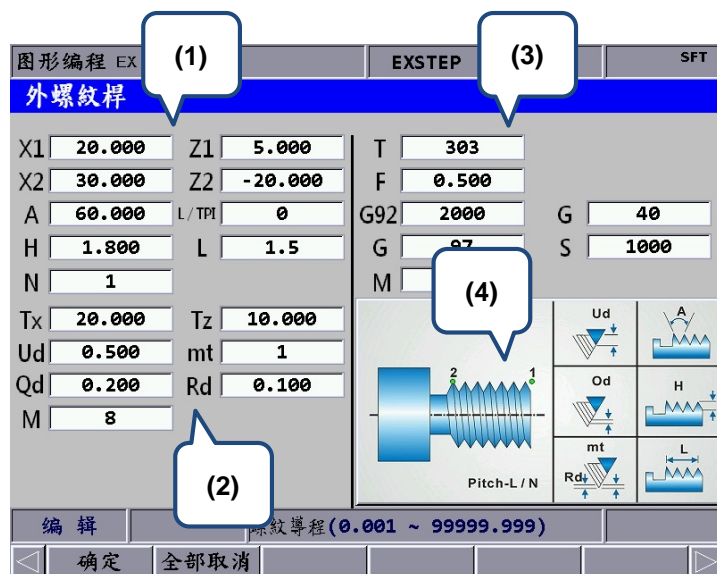 图形编程 EX
(1)
EXSTEP
(3)
SFT
外螺紋桿
X1 20.000 Z1 5.000
X2 30.000 Z2 -20.000
A 60.000 L/TPI 0
H 1.800 L 1.5
N 1
Tx 20.000 Tz 10.000
Ud 0.500 mt 1
Qd 0.200 Rd 0.100
M 8
(2)
T 303
F 0.500
G92 2000 G 40
G 97 S 1000
M
(4)
2 1
Pitch-L / N
Ud A
Od H
mt L
Rd
编 辑
紋導程(0.001 ~ 99999.999)
确定 全部取消